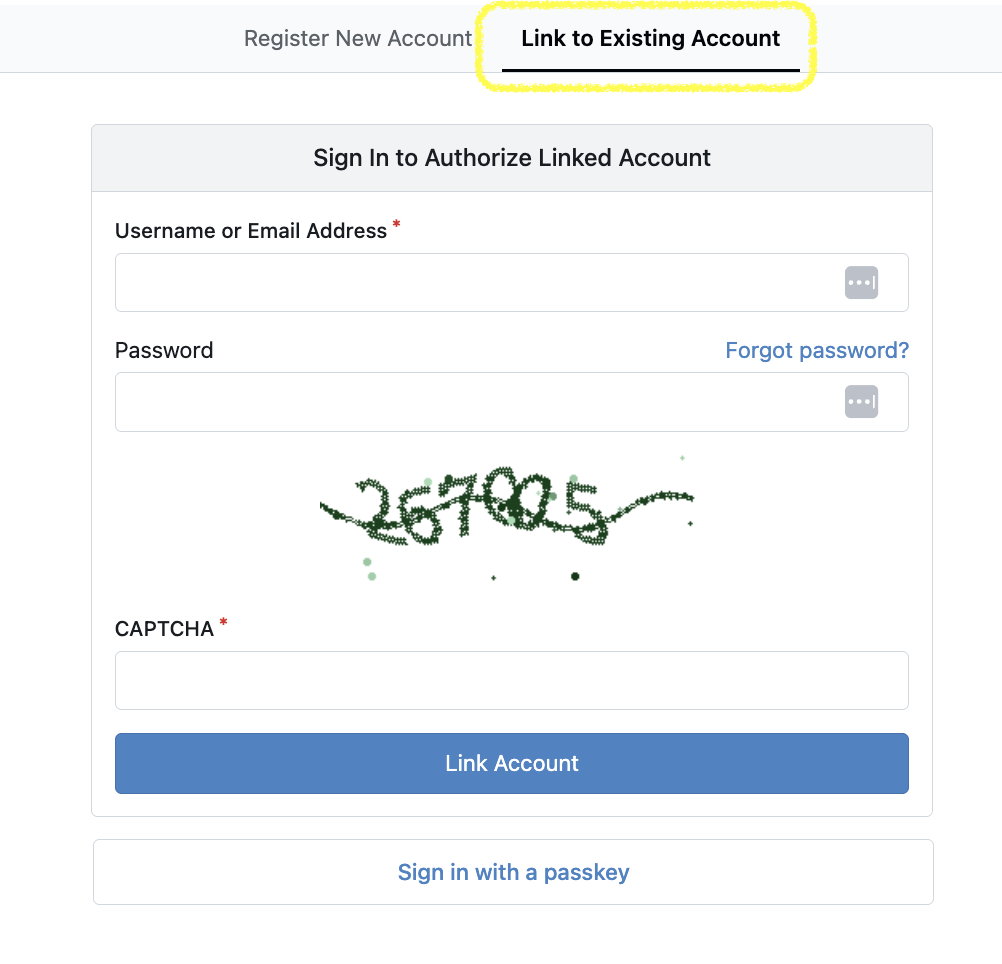 Register New Account Link to Existing Account
Sign In to Authorize Linked Account
Username or Email Address *
Password Forgot password?
CAPTCHA *
Link Account
Sign in with a passkey